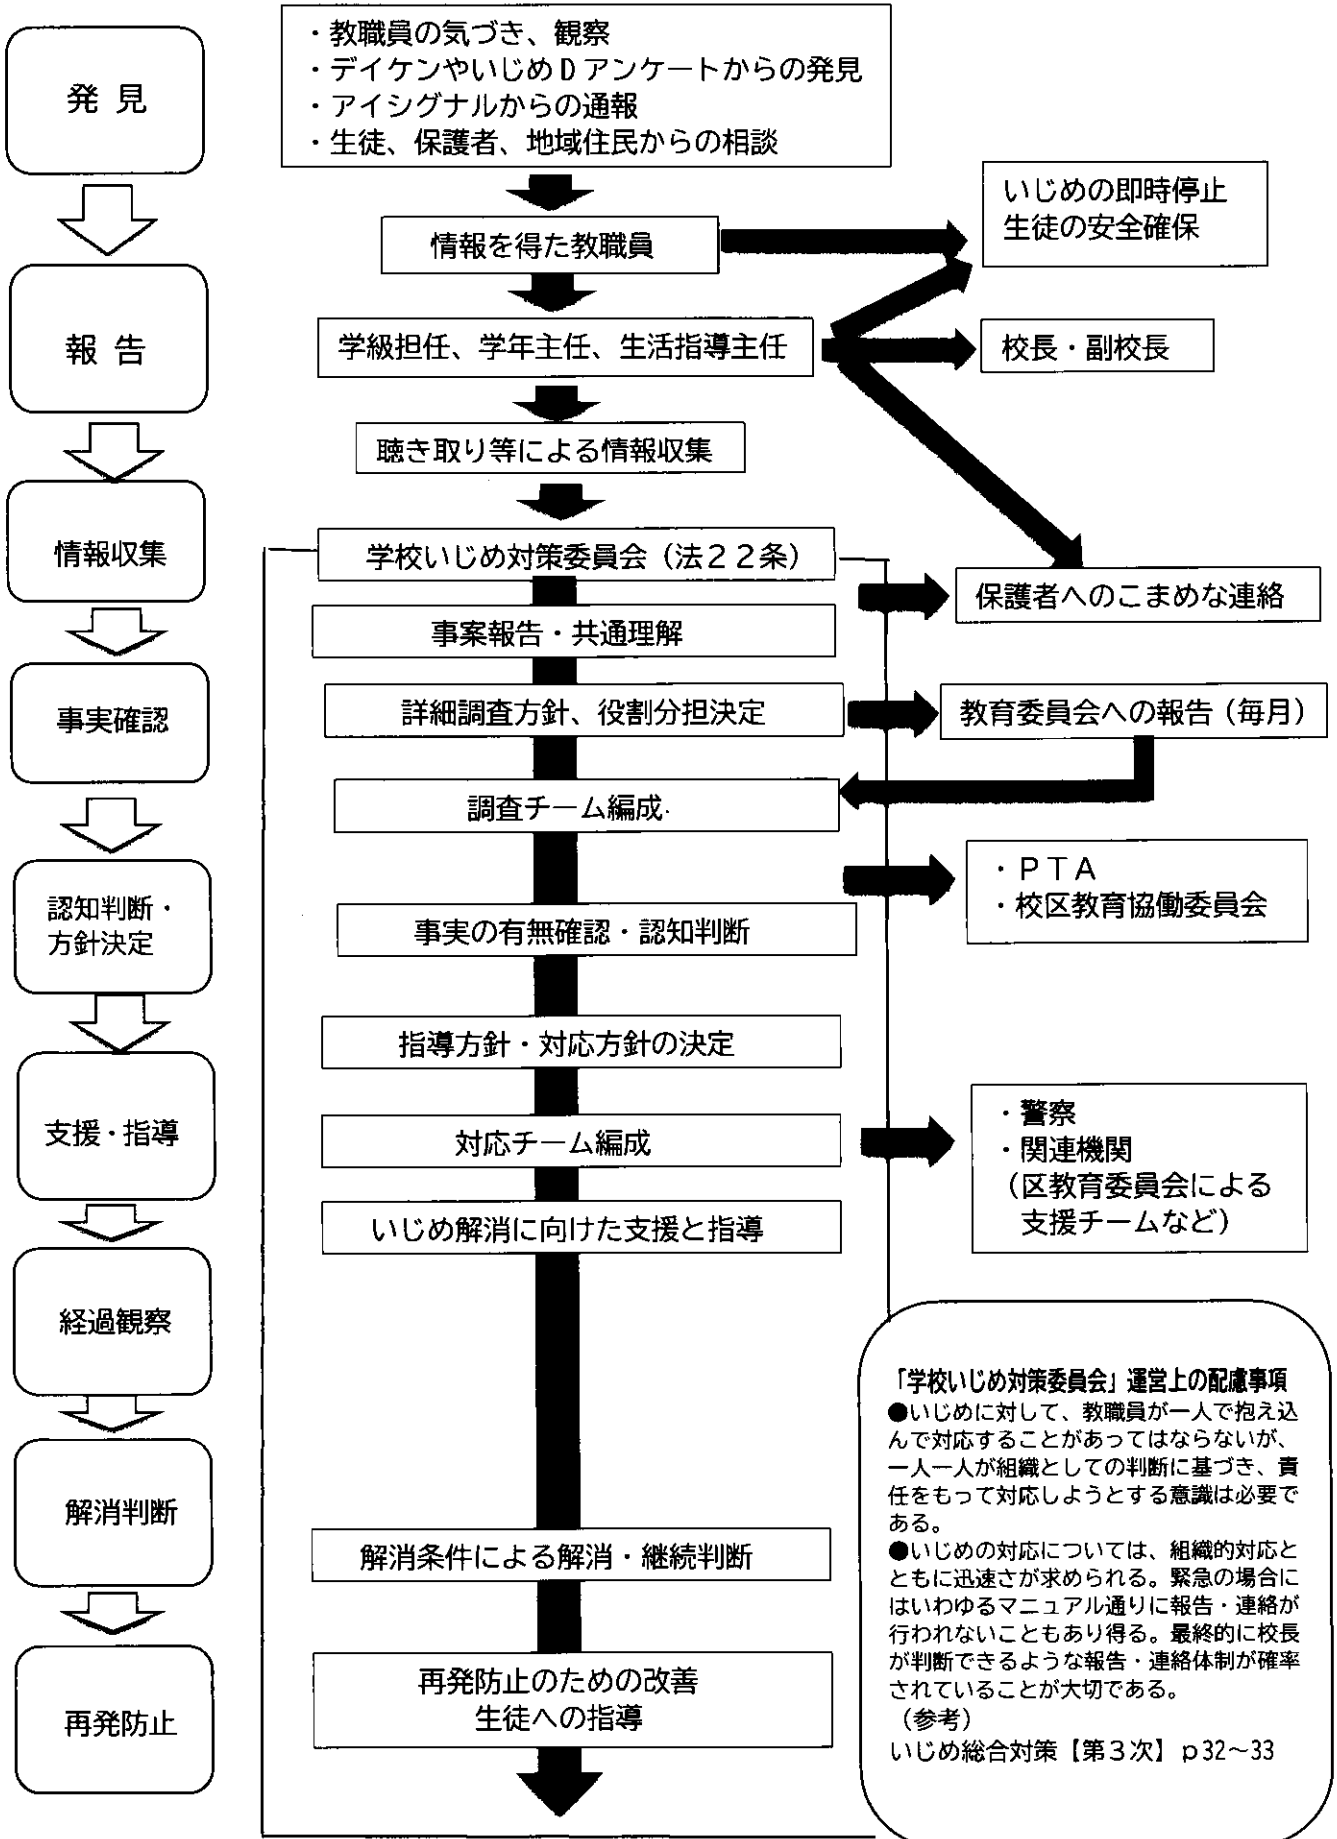 発 見
・教職員の気づき、観察
・デイケンやいじめDアンケートからの発見
・アイシグナルからの通報
・生徒、保護者、地域住民からの相談
いじめの即時停止
生徒の安全確保
情報を得た教職員
報 告
学級担任、学年主任、生活指導主任
校長・副校長
聴き取り等による情報収集
情報収集
学校いじめ対策委員会（法２２条）
保護者へのこまめな連絡
事案報告・共通理解
事実確認
詳細調査方針、役割分担決定
教育委員会への報告（毎月）
調査チーム編成
・ＰＴＡ
・校区教育協働委員会
認知判断・
方針決定
事実の有無確認・認知判断
指導方針・対応方針の決定
支援・指導
対応チーム編成
・警察
・関連機関
（区教育委員会による
支援チームなど）
いじめ解消に向けた支援と指導
経過観察
「学校いじめ対策委員会」運営上の配慮事項
●いじめに対して、教職員が一人で抱え込
んで対応することがあってはならないが、
一人一人が組織としての判断に基づき、責
任をもって対応しようとする意識は必要で
ある。
●いじめの対応については、組織的対応と
ともに迅速さが求められる。緊急の場合に
はいわゆるマニュアル通りに報告・連絡が
行われないこともあり得る。最終的に校長
が判断できるような報告・連絡体制が確率
されていることが大切である。
（参考）
いじめ総合対策【第３次】ｐ32～33
解消判断
解消条件による解消・継続判断
再発防止
再発防止のための改善
生徒への指導